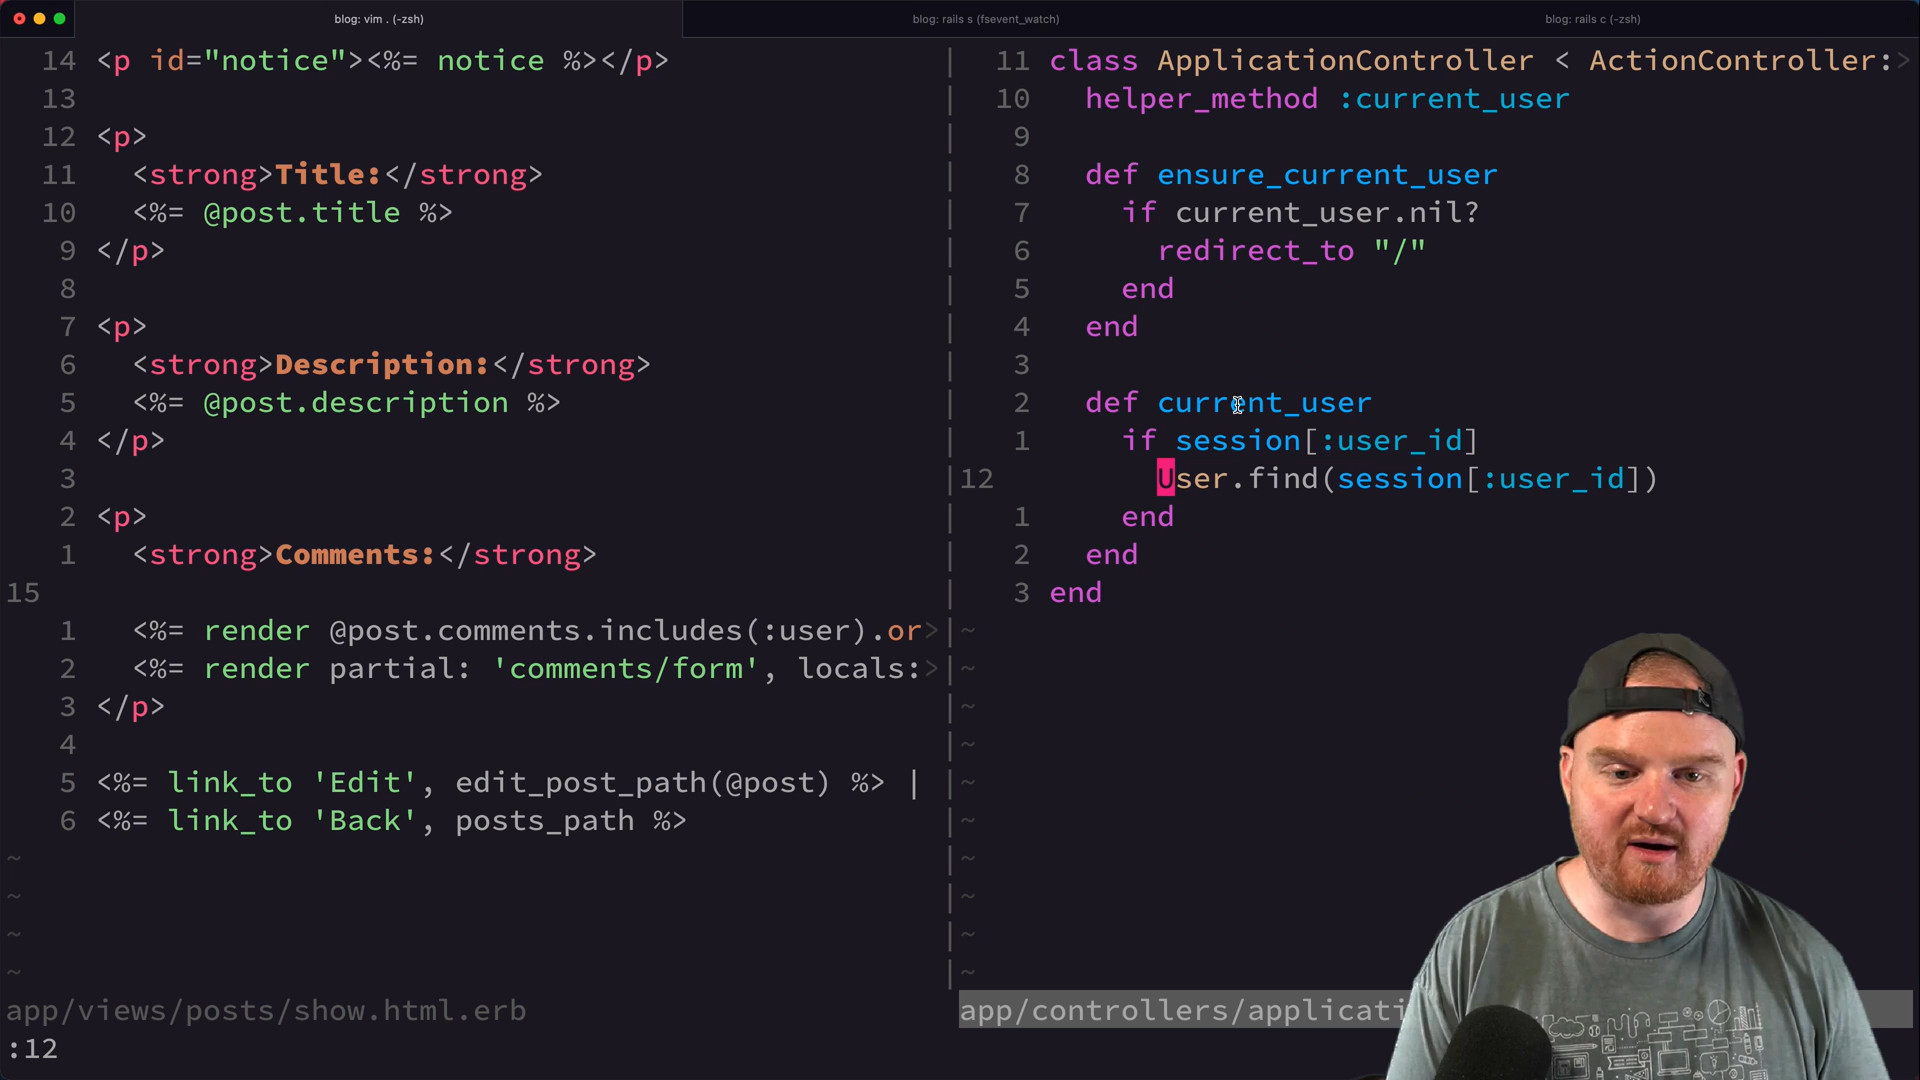 blog: vim . (-zsh)
blog: rails s (fsevent_watch)
blog: rails c (-zsh)
14 <p id="notice"><%= notice %></p>
13
12 <p>
11   <strong>Title:</strong>
10   <%= @post.title %>
9 </p>
8
7 <p>
6   <strong>Description:</strong>
5   <%= @post.description %>
4 </p>
3
2 <p>
1   <strong>Comments:</strong>
15
1   <%= render @post.comments.includes(:user).or>
2   <%= render partial: 'comments/form', locals:>
3 </p>
4
5 <%= link_to 'Edit', edit_post_path(@post) %> |
6 <%= link_to 'Back', posts_path %>
~
~
~
~
app/views/posts/show.html.erb
:12
11 class ApplicationController < ActionController:>
10   helper_method :current_user
9
8   def ensure_current_user
7     if current_user.nil?
6       redirect_to "/"
5     end
4   end
3
2   def current_user
1     if session[:user_id]
12       User.find(session[:user_id])
1     end
2   end
3 end
~
~
~
~
~
~
~
~
~
~
app/controllers/applicati